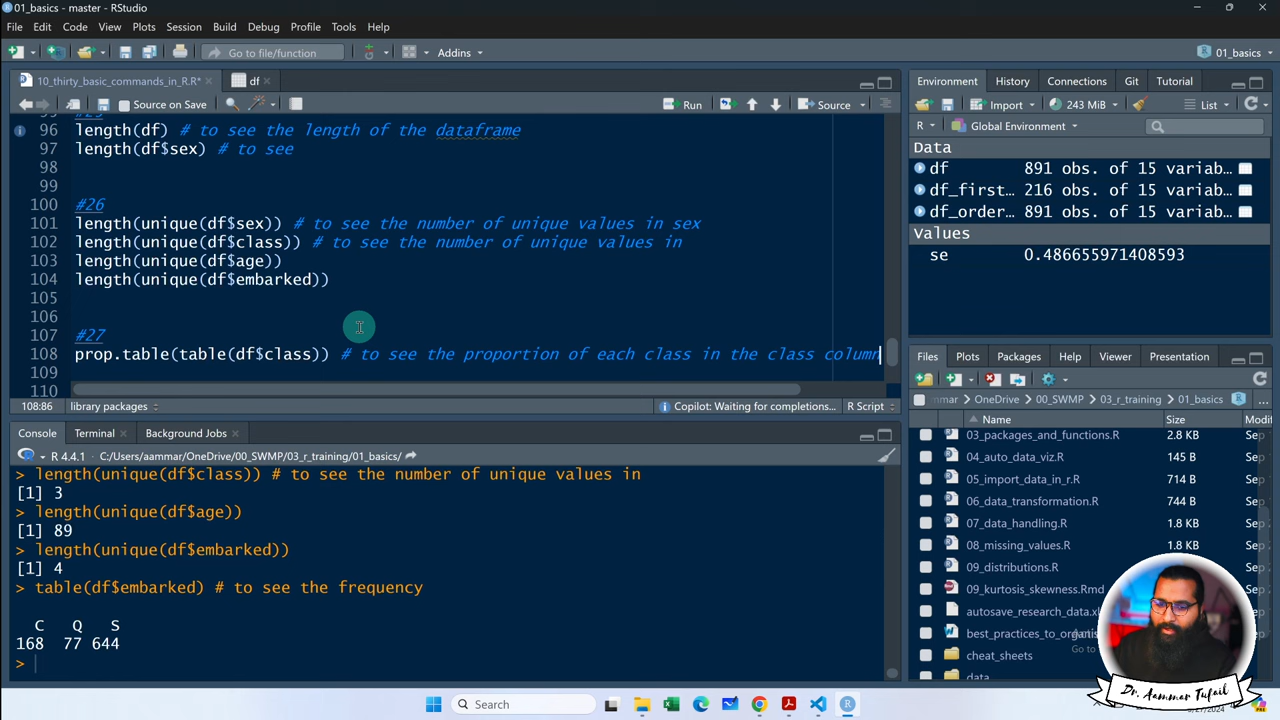 01_basics - master - RStudio
File Edit Code View Plots Session Build Debug Profile Tools Help
Go to file/function
Addins
01_basics
10_thirty_basic_commands_in_R.R*
df
Source on Save
Run
Source
96 length(df) # to see the length of the dataframe
97 length(df$sex) # to see
98
99
100 #26
101 length(unique(df$sex)) # to see the number of unique values in sex
102 length(unique(df$class)) # to see the number of unique values in
103 length(unique(df$age))
104 length(unique(df$embarked))
105
106
107 #27
108 prop.table(table(df$class)) # to see the proportion of each class in the class column
109
110
108:86 library packages Copilot: Waiting for completions... R Script
Console Terminal Background Jobs
R 4.4.1 · C:/Users/aammar/OneDrive/00_SWMP/03_r_training/01_basics/
> length(unique(df$class)) # to see the number of unique values in
[1] 3
> length(unique(df$age))
[1] 89
> length(unique(df$embarked))
[1] 4
> table(df$embarked) # to see the frequency
C Q S
168 77 644
>
Environment History Connections Git Tutorial
Import 243 MiB List
R Global Environment
Data
df 891 obs. of 15 variab...
df_first... 216 obs. of 15 variab...
df_order... 891 obs. of 15 variab...
Values
se 0.486655971408593
Files Plots Packages Help Viewer Presentation
mmar OneDrive 00_SWMP 03_r_training 01_basics ...
Name Size Modif
03_packages_and_functions.R 2.8 KB Sep
04_auto_data_viz.R 145 B Sep
05_import_data_in_r.R 714 B Sep
06_data_transformation.R 744 B Sep
07_data_handling.R 1.8 KB Sep
08_missing_values.R 1.8 KB Sep
09_distributions.R
09_kurtosis_skewness.Rmd
autosave_research_data.xl
best_practices_to_organis
cheat_sheets
data
Dr. Aammar Tufail
Search